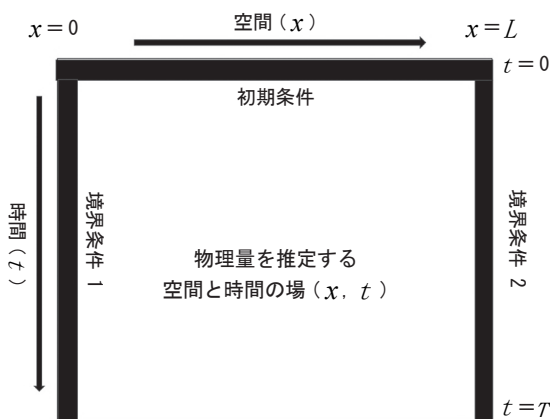 x=0
空間(x)
x=L
t=0
初期条件
時間(t)
境界条件 1
境界条件 2
物理量を推定する
空間と時間の場(x, t)
t=T